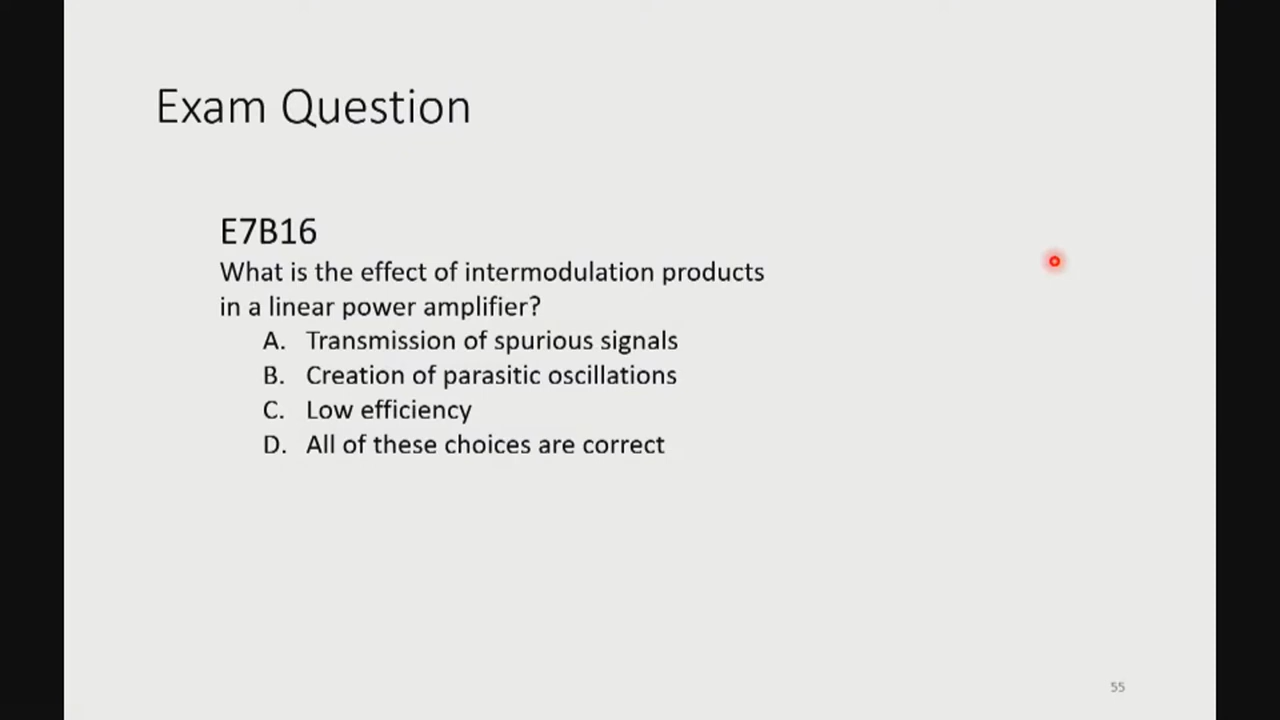 Exam Question
E7B16
What is the effect of intermodulation products
in a linear power amplifier?
A. Transmission of spurious signals
B. Creation of parasitic oscillations
C. Low efficiency
D. All of these choices are correct
55